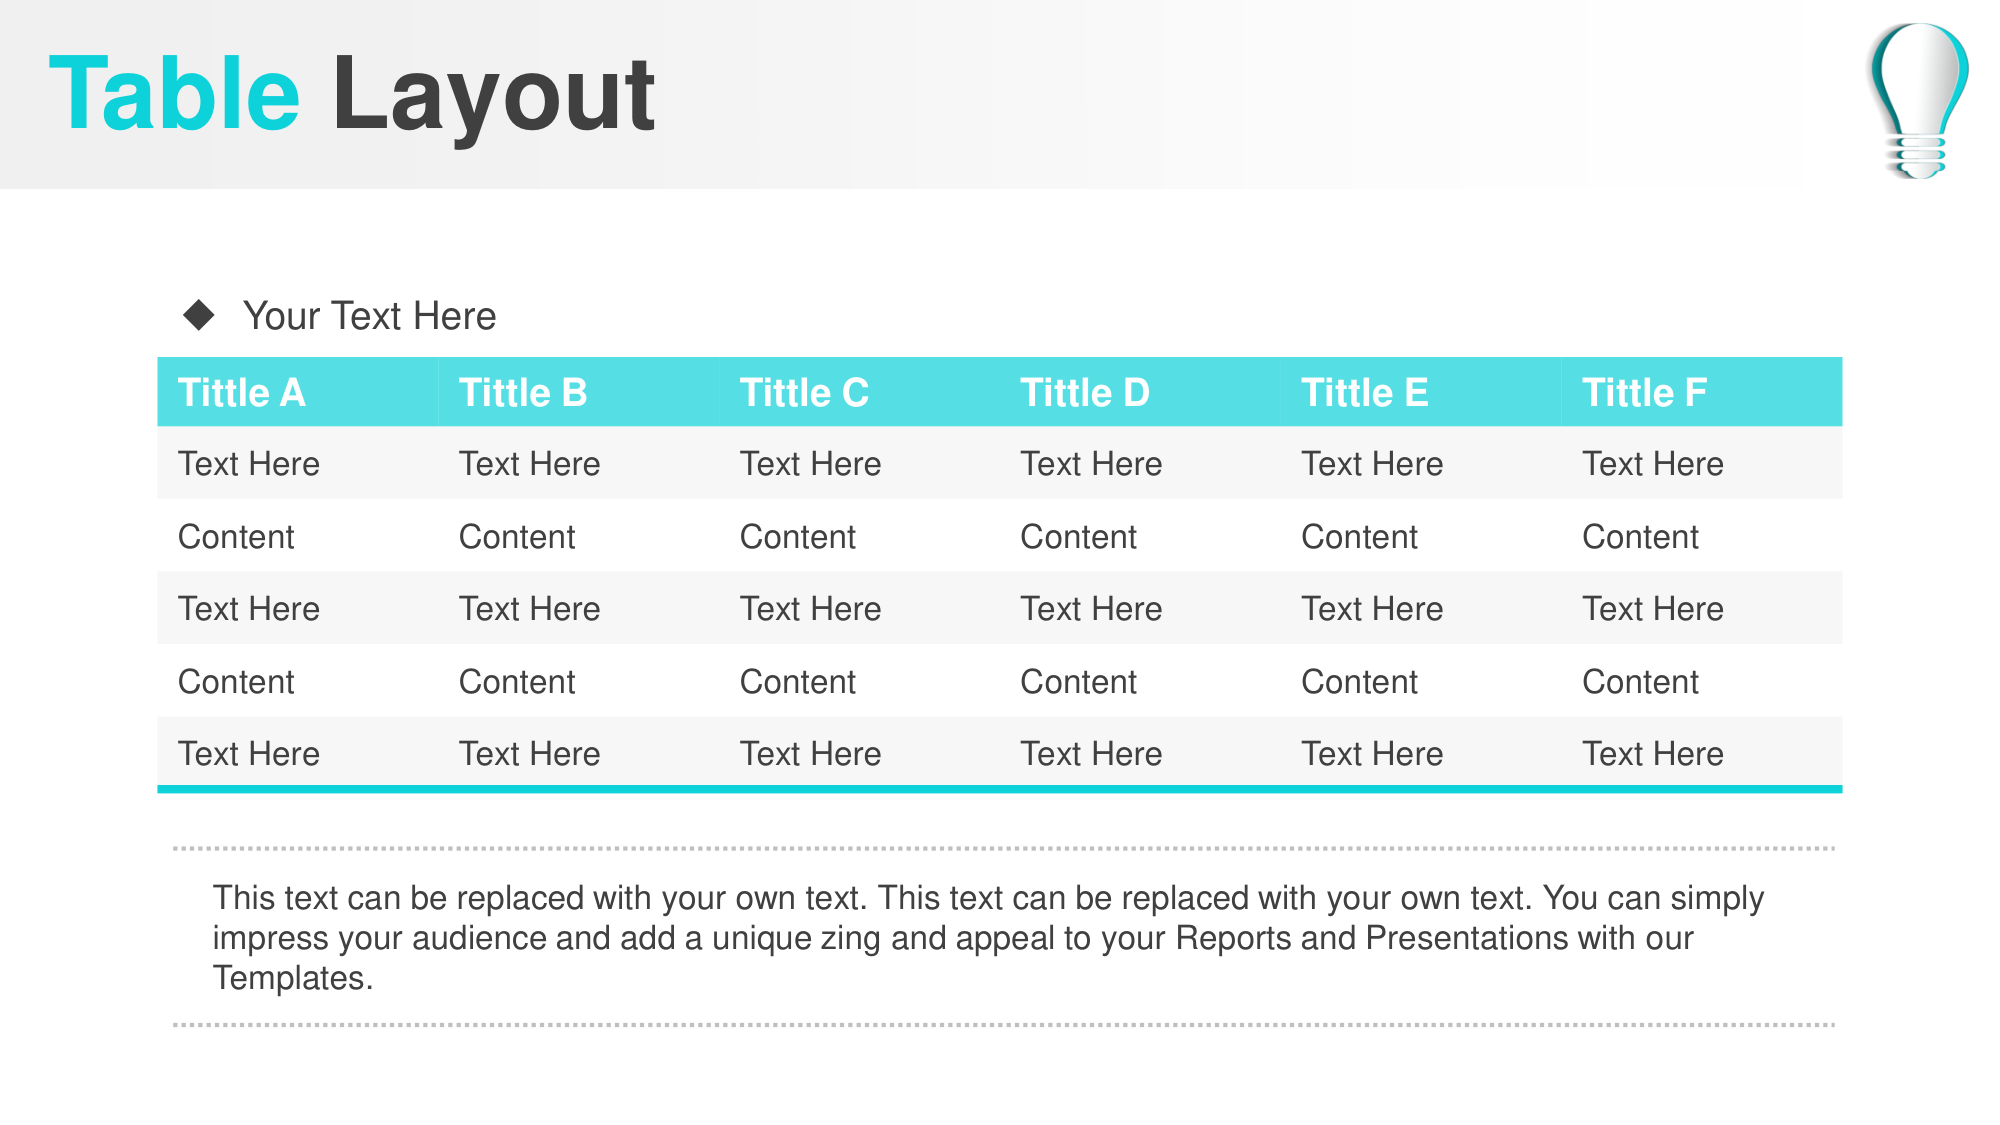 Table Layout
◆ Your Text Here
Tittle A Tittle B Tittle C Tittle D Tittle E Tittle F
Text Here Text Here Text Here Text Here Text Here Text Here
Content Content Content Content Content Content
Text Here Text Here Text Here Text Here Text Here Text Here
Content Content Content Content Content Content
Text Here Text Here Text Here Text Here Text Here Text Here
This text can be replaced with your own text. This text can be replaced with your own text. You can simply
impress your audience and add a unique zing and appeal to your Reports and Presentations with our
Templates.